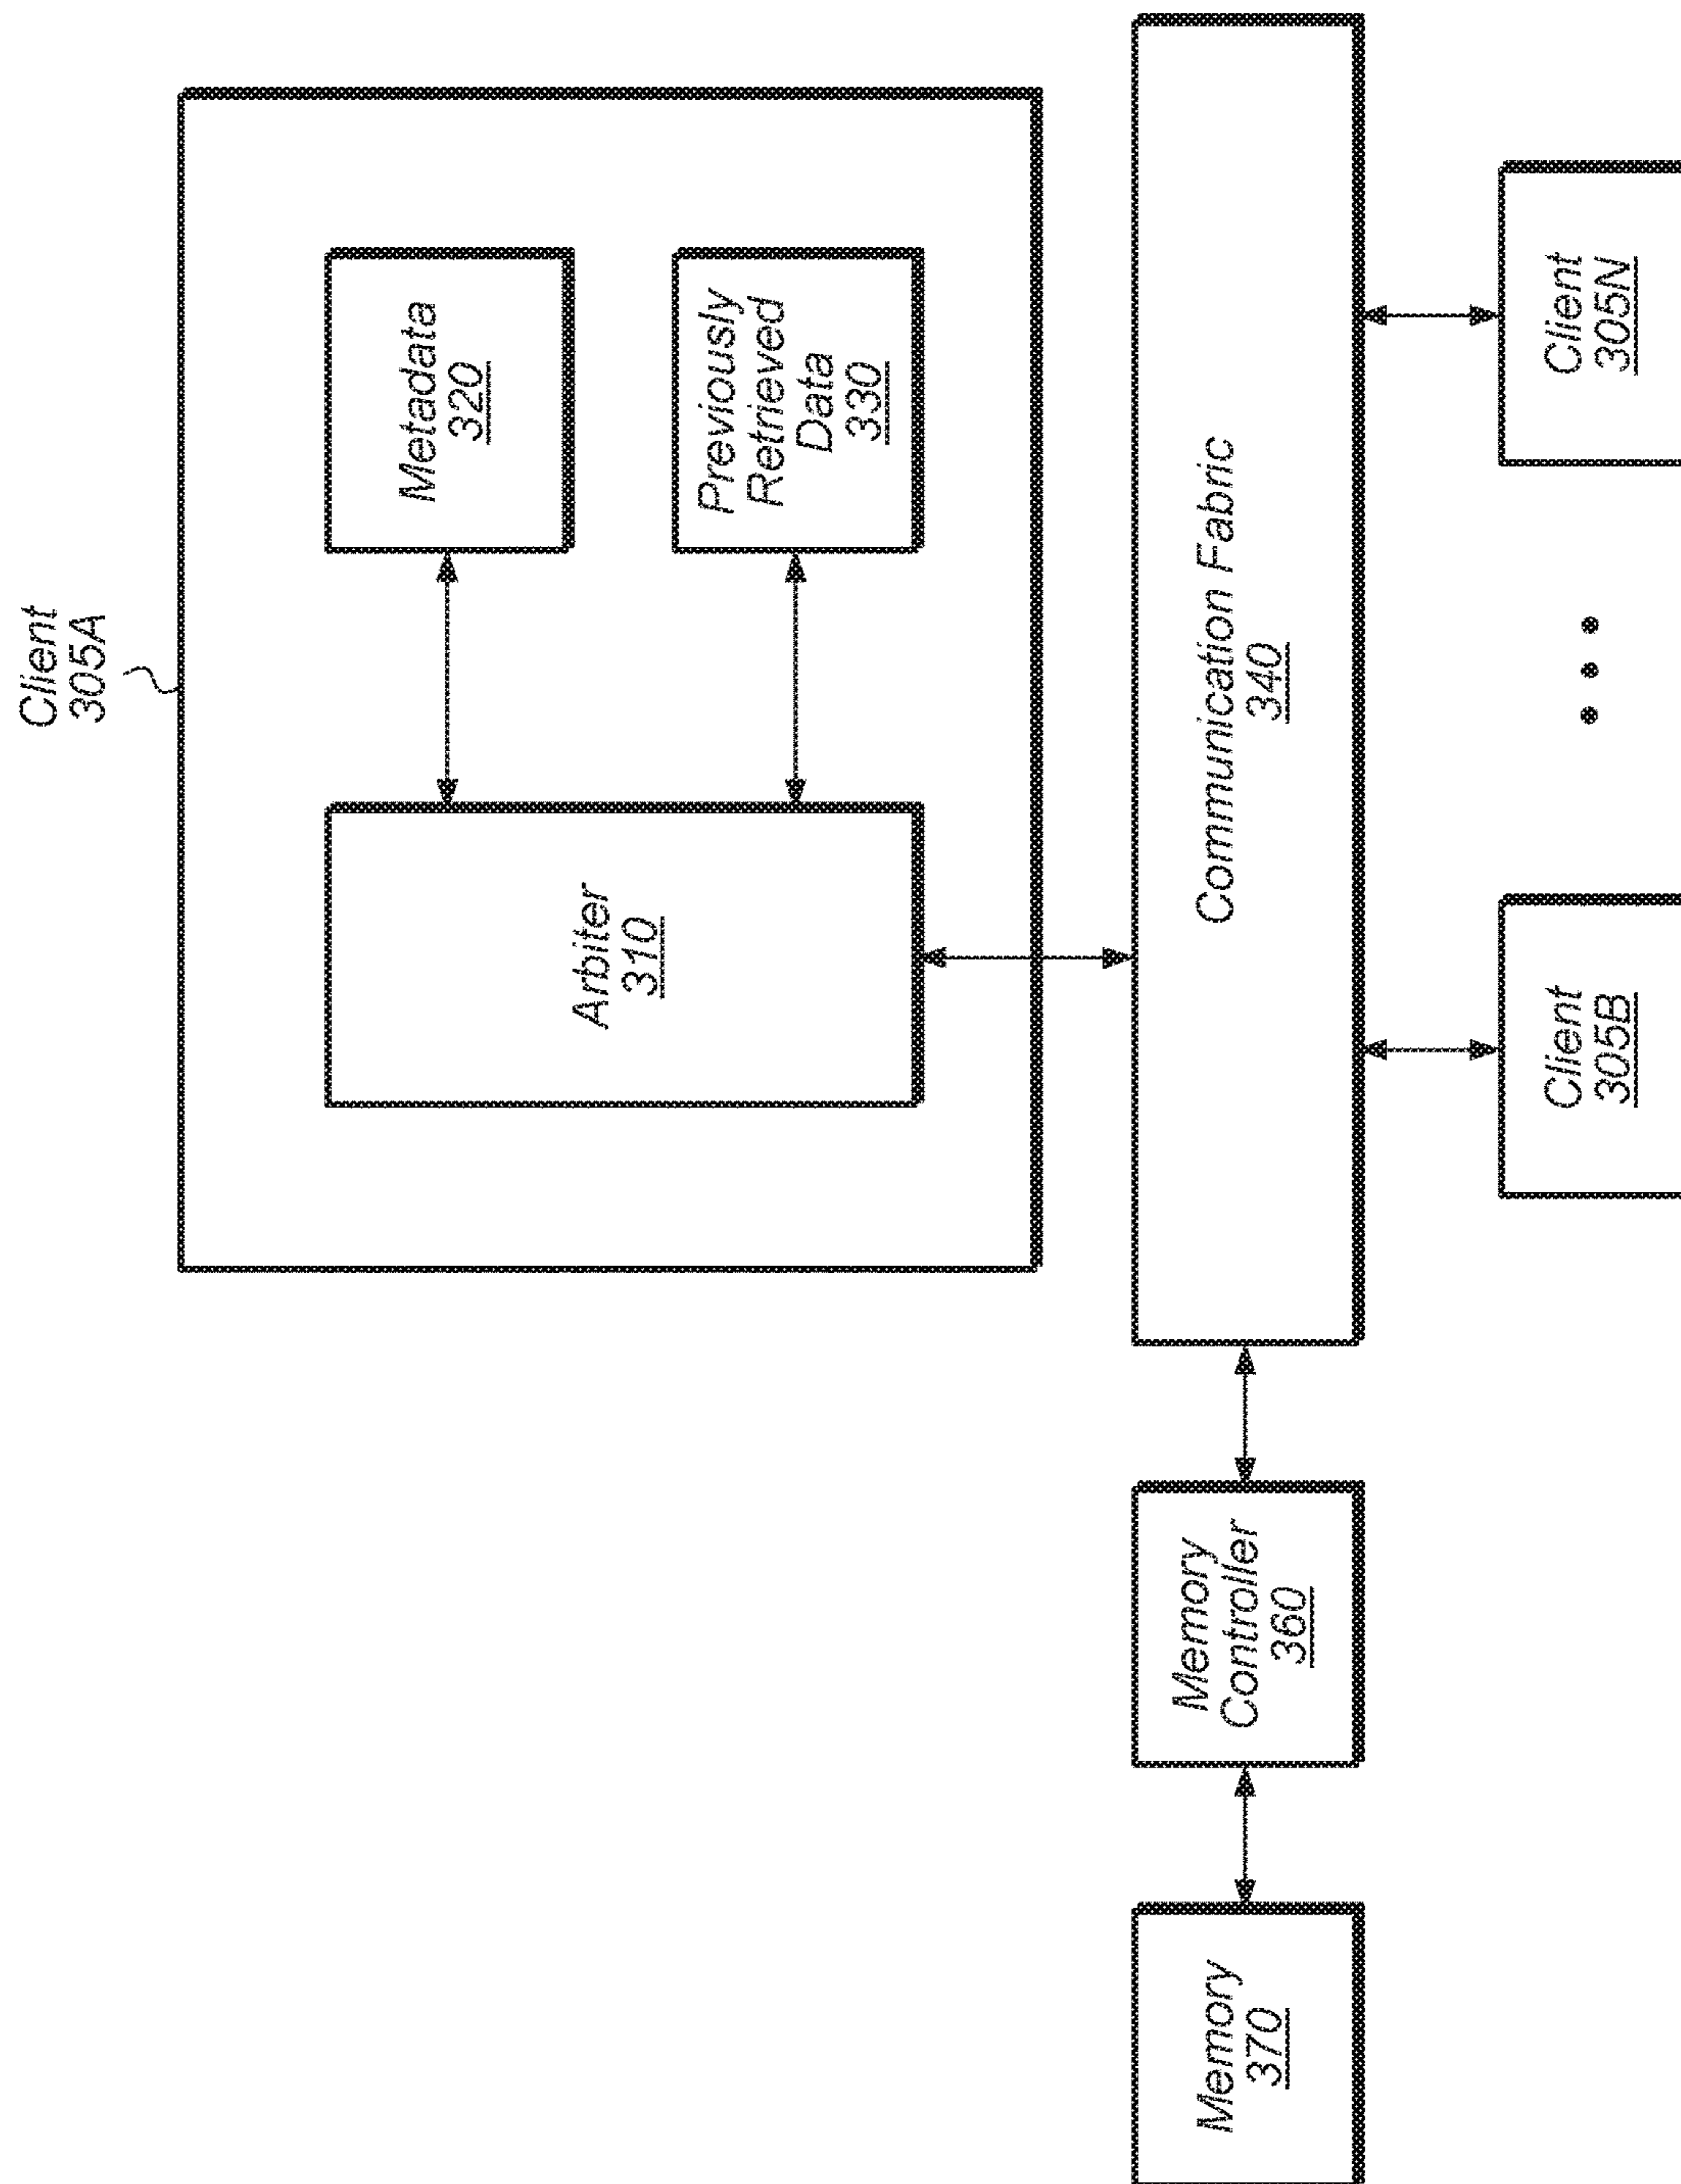 Client
305A
Arbiter
310
Metadata
320
Previously
Retrieved
Data
330
Memory
370
Memory
Controller
360
Communication Fabric
340
Client
305B
Client
305N